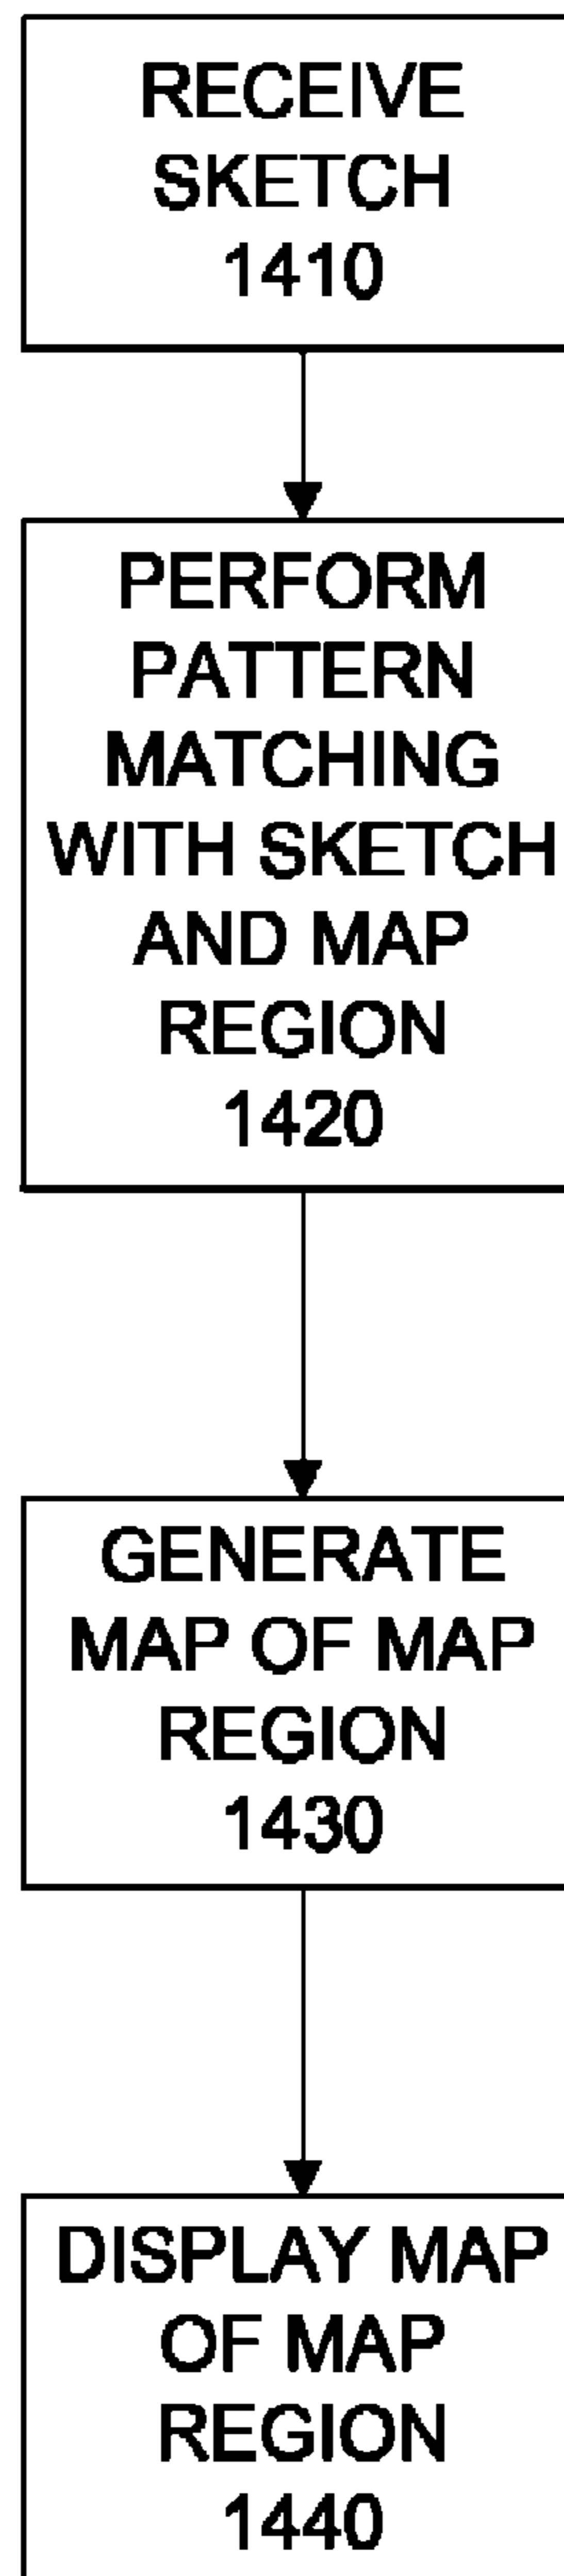 RECEIVE
SKETCH
1410
PERFORM
PATTERN
MATCHING
WITH SKETCH
AND MAP
REGION
1420
GENERATE
MAP OF MAP
REGION
1430
DISPLAY MAP
OF MAP
REGION
1440